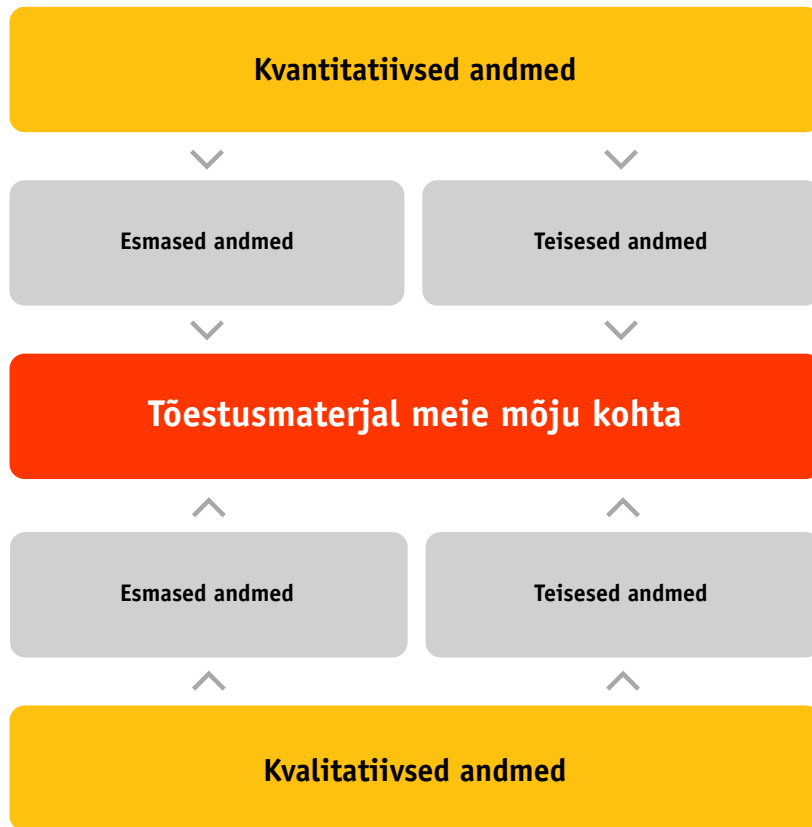 Kvantitatiivsed andmed
Esmased andmed
Teisesed andmed
Tõestusmaterjal meie mõju kohta
Esmased andmed
Teisesed andmed
Kvalitatiivsed andmed